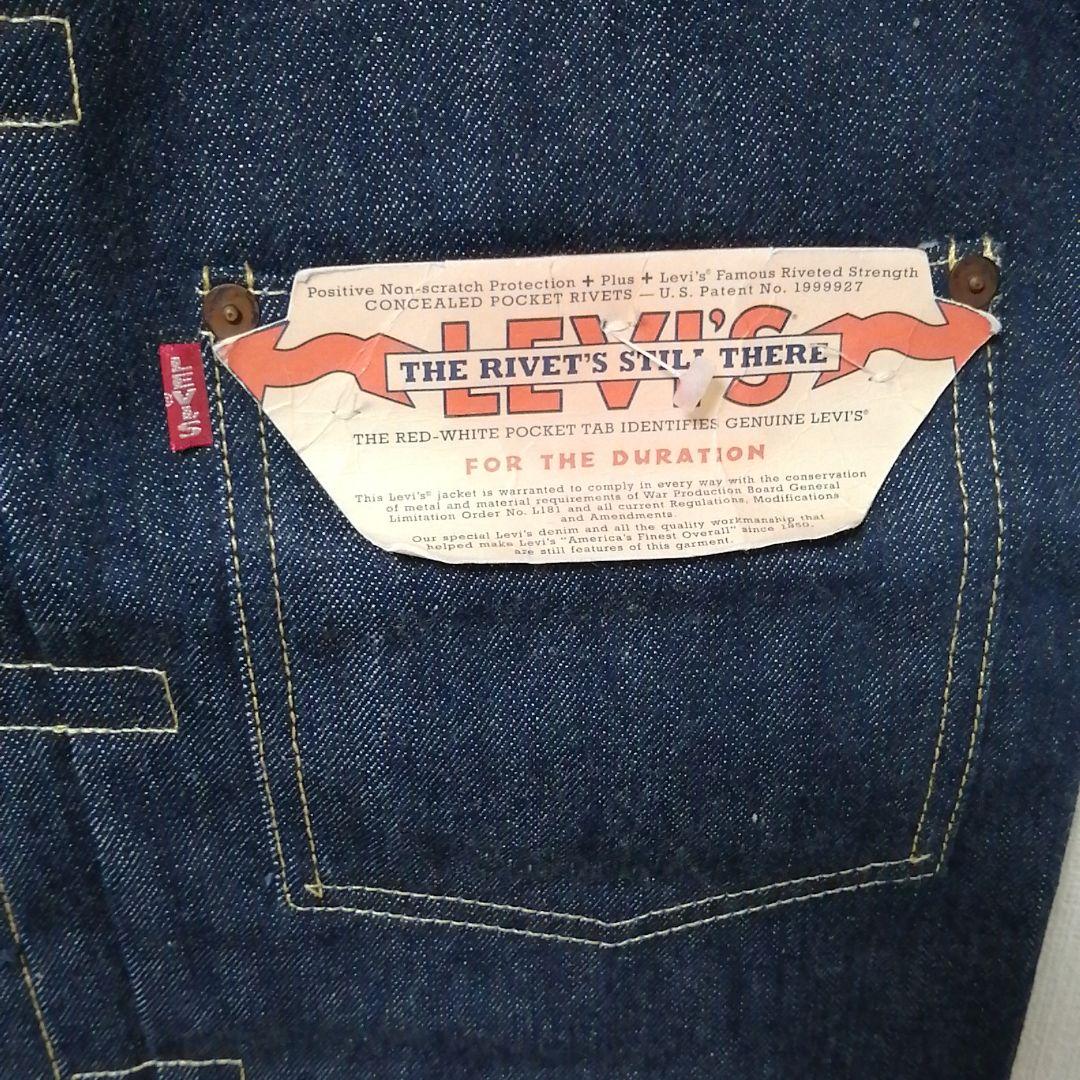 Positive Non-scratch Protection + Plus + Levi's® Famous Riveted Strength
CONCEALED POCKET RIVETS — U.S. Patent No. 1999927
LEVI'S®
THE RIVET'S STILL THERE
THE RED-WHITE POCKET TAB IDENTIFIES GENUINE LEVI'S®
FOR THE DURATION
This Levi's® jacket is warranted to comply in every way with the conservation
of metal and material requirements of War Production Board General
Limitation Order No. L181 and all current Regulations, Modifications
and Amendments.
Our special Levi's denim and all the quality workmanship that
helped make Levi's "America's Finest Overall" since 1850,
are still features of this garment.
LEVI'S®